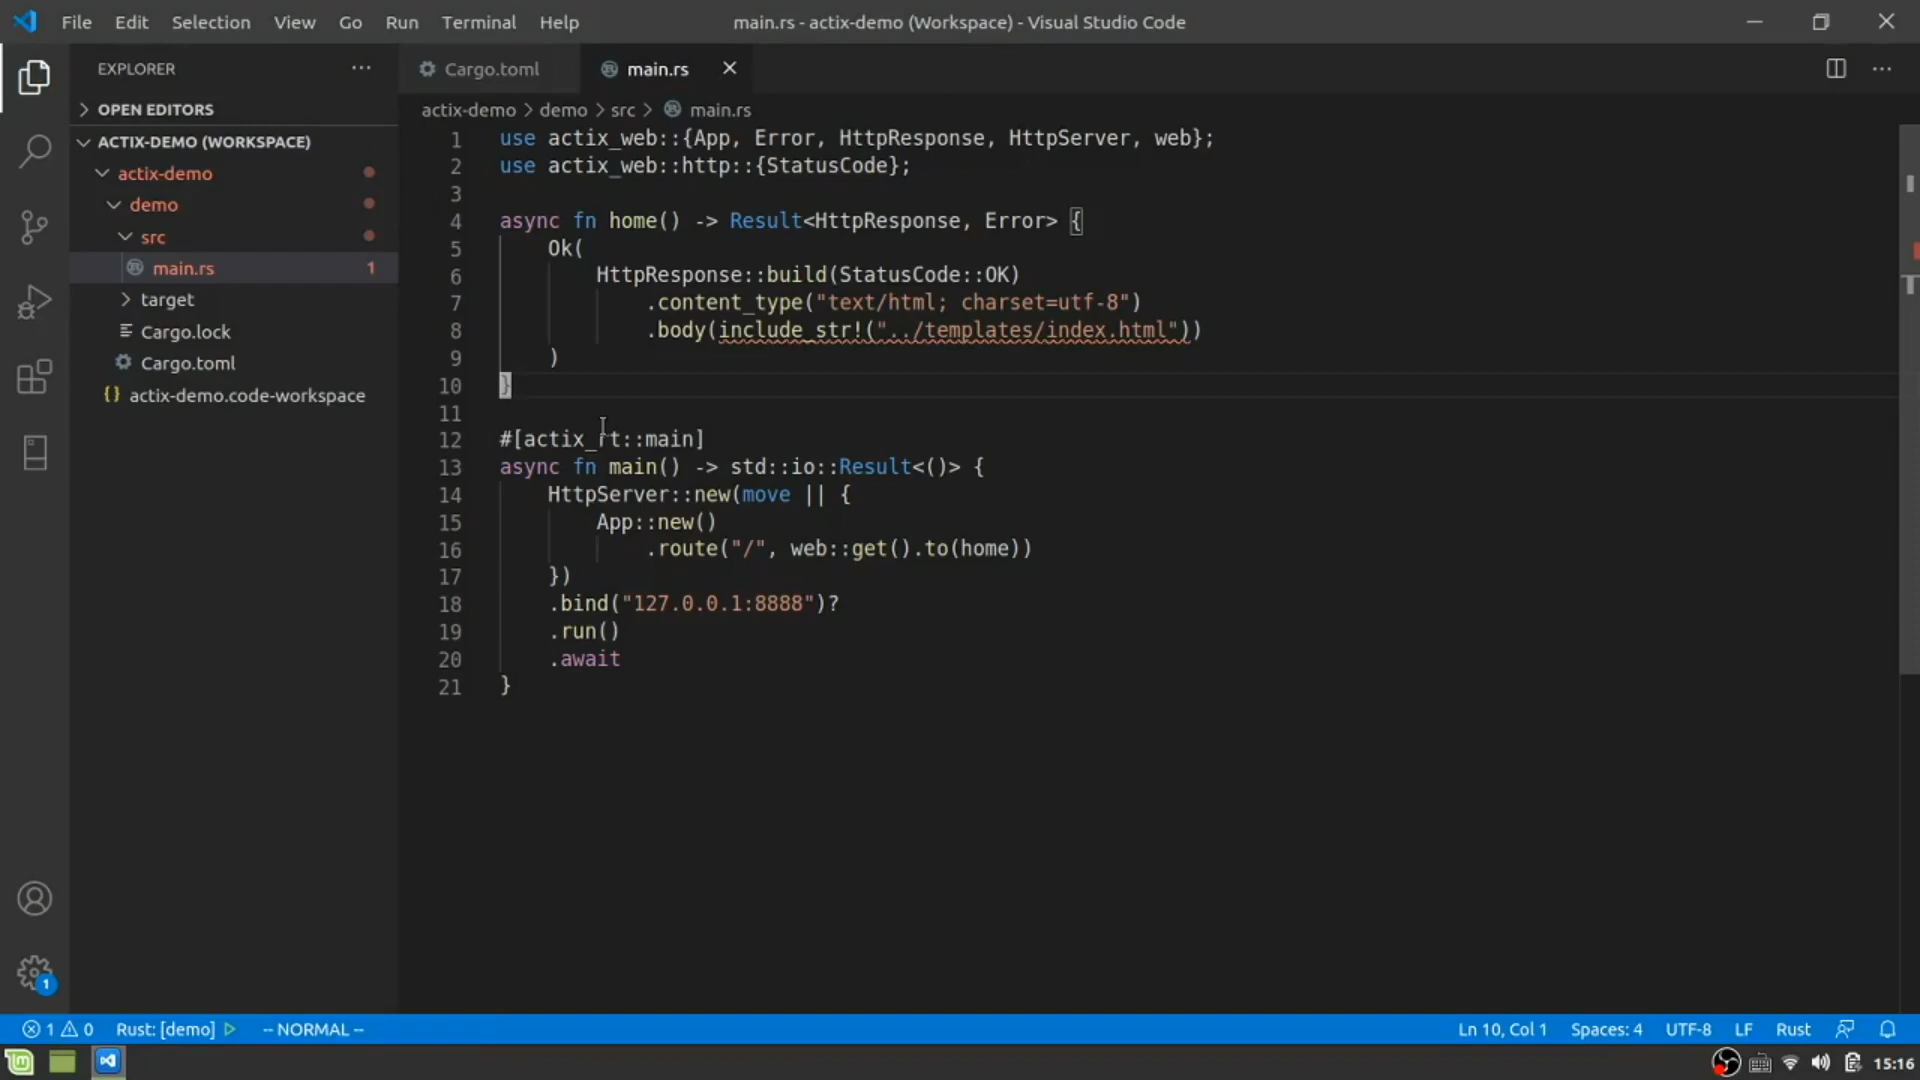 File Edit Selection View Go Run Terminal Help
main.rs - actix-demo (Workspace) - Visual Studio Code
EXPLORER
OPEN EDITORS
ACTIX-DEMO (WORKSPACE)
actix-demo
demo
src
main.rs 1
target
Cargo.lock
Cargo.toml
{} actix-demo.code-workspace
1
Cargo.toml
main.rs
actix-demo > demo > src > main.rs
1 use actix_web::{App, Error, HttpResponse, HttpServer, web};
2 use actix_web::http::{StatusCode};
3
4 async fn home() -> Result<HttpResponse, Error> {
5     Ok(
6         HttpResponse::build(StatusCode::OK)
7             .content_type("text/html; charset=utf-8")
8             .body(include_str!("../templates/index.html"))
9     )
10 }
11
12 #[actix_rt::main]
13 async fn main() -> std::io::Result<()> {
14     HttpServer::new(move || {
15         App::new()
16             .route("/", web::get().to(home))
17     })
18     .bind("127.0.0.1:8888")?
19     .run()
20     .await
21 }
1 0 Rust: [demo] -- NORMAL --
Ln 10, Col 1 Spaces: 4 UTF-8 LF Rust
15:16